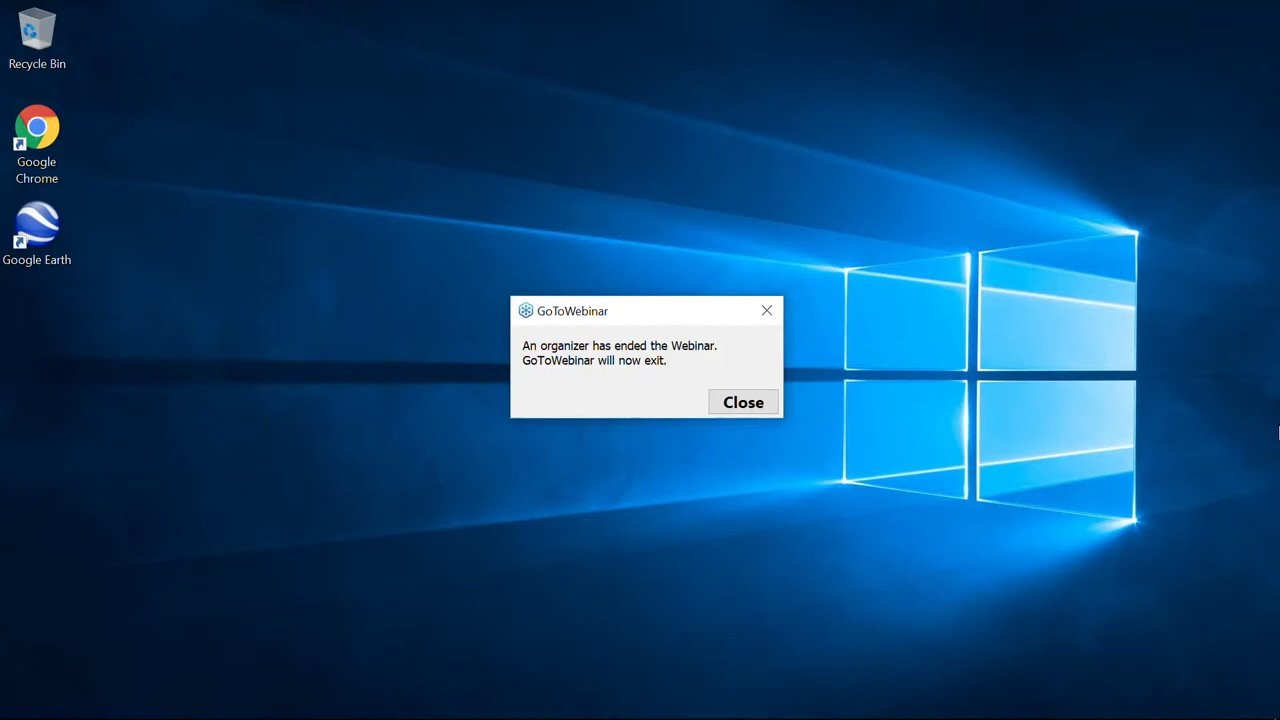 Recycle Bin
Google
Chrome
Google Earth
GoToWebinar
An organizer has ended the Webinar.
GoToWebinar will now exit.
Close